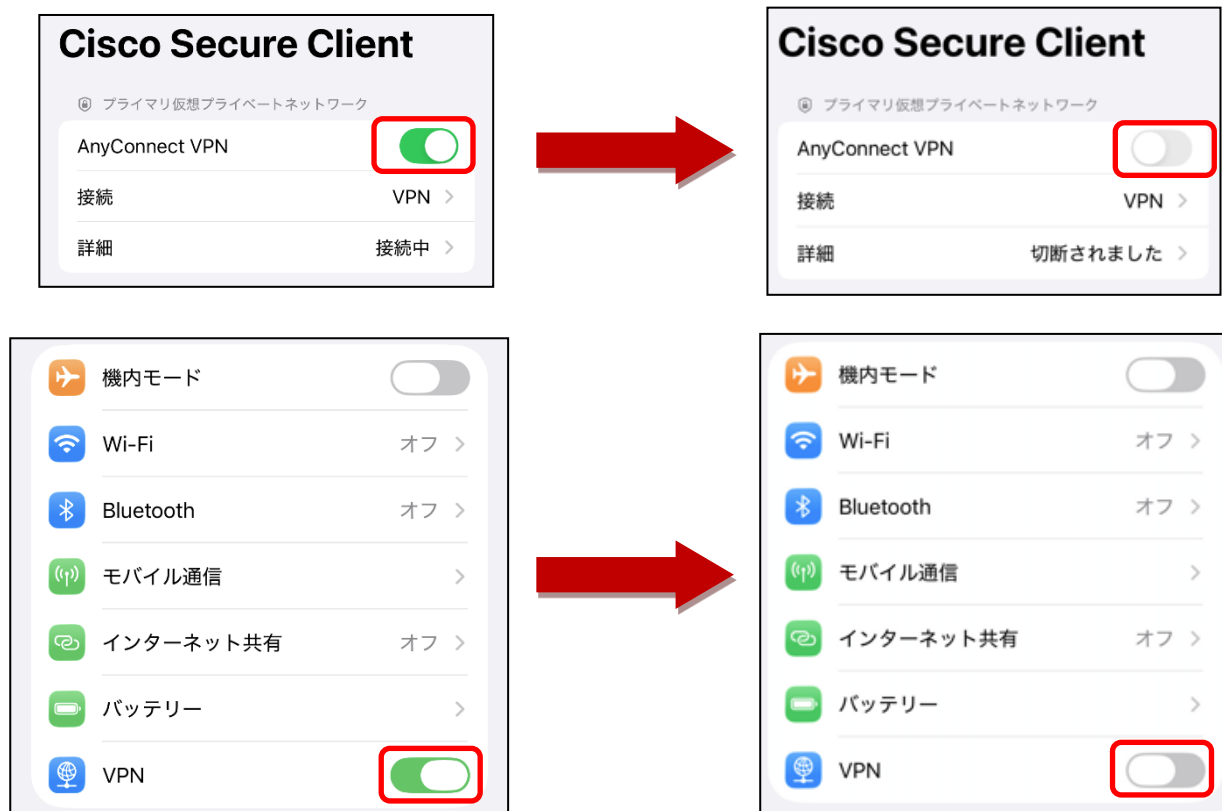 Cisco Secure Client
プライマリ仮想プライベートネットワーク
AnyConnect VPN
接続 VPN
詳細 接続中
Cisco Secure Client
プライマリ仮想プライベートネットワーク
AnyConnect VPN
接続 VPN
詳細 切断されました
機内モード
Wi-Fi オフ
Bluetooth オフ
モバイル通信
インターネット共有 オフ
バッテリー
VPN
機内モード
Wi-Fi オフ
Bluetooth オフ
モバイル通信
インターネット共有 オフ
バッテリー
VPN